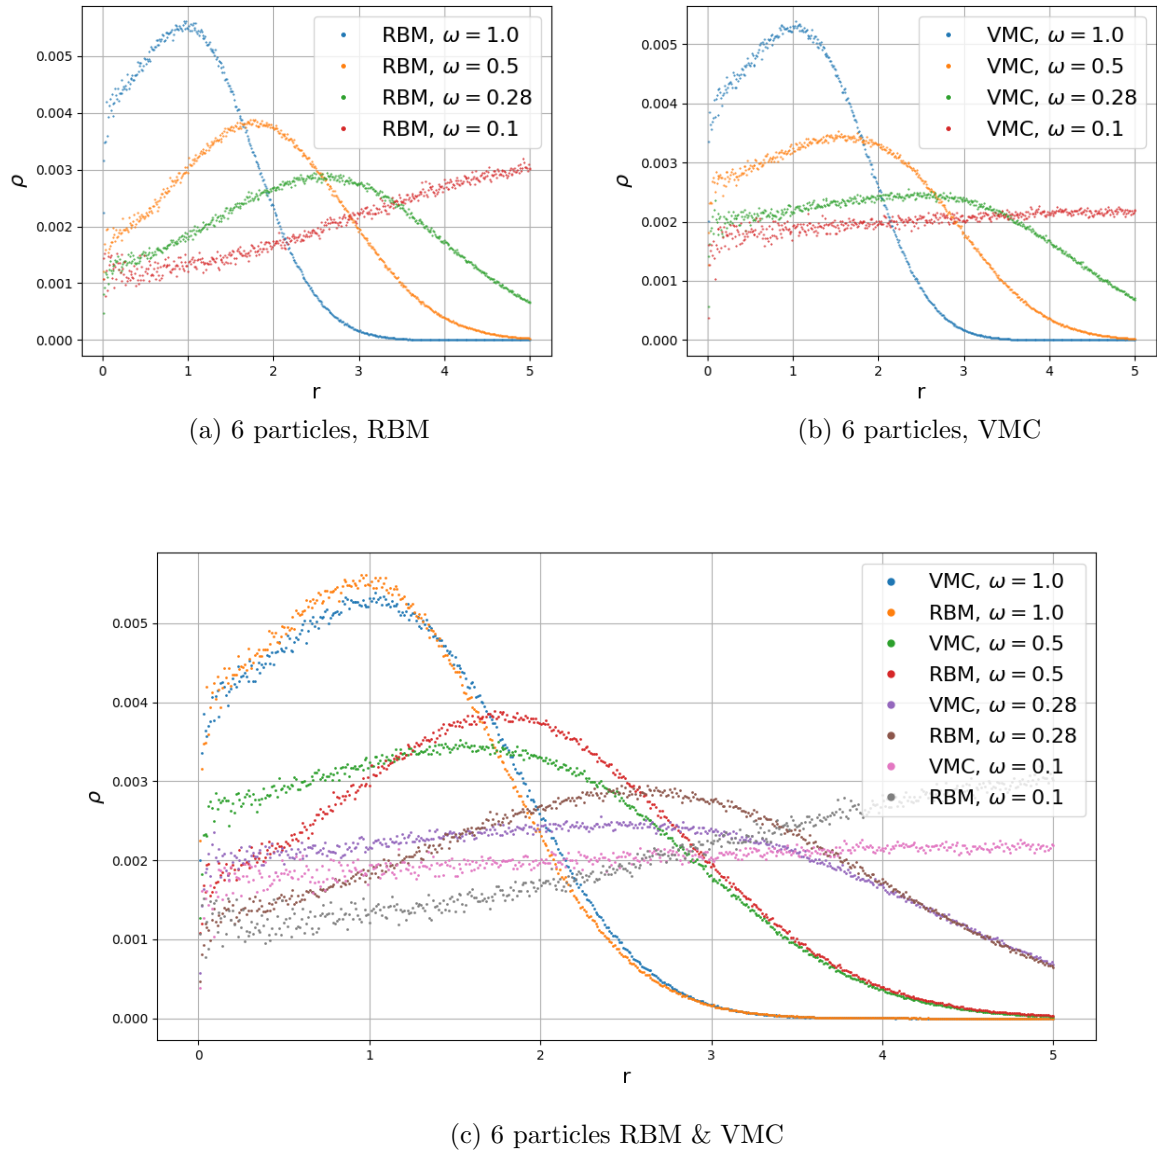 RBM, ω = 1.0
RBM, ω = 0.5
RBM, ω = 0.28
RBM, ω = 0.1
0.005
0.004
0.003
0.002
0.001
0.000
ρ
0 1 2 3 4 5
r
(a) 6 particles, RBM
VMC, ω = 1.0
VMC, ω = 0.5
VMC, ω = 0.28
VMC, ω = 0.1
0.005
0.004
0.003
0.002
0.001
0.000
ρ
0 1 2 3 4 5
r
(b) 6 particles, VMC
VMC, ω = 1.0
RBM, ω = 1.0
VMC, ω = 0.5
RBM, ω = 0.5
VMC, ω = 0.28
RBM, ω = 0.28
VMC, ω = 0.1
RBM, ω = 0.1
0.005
0.004
0.003
0.002
0.001
0.000
ρ
0 1 2 3 4 5
r
(c) 6 particles RBM & VMC